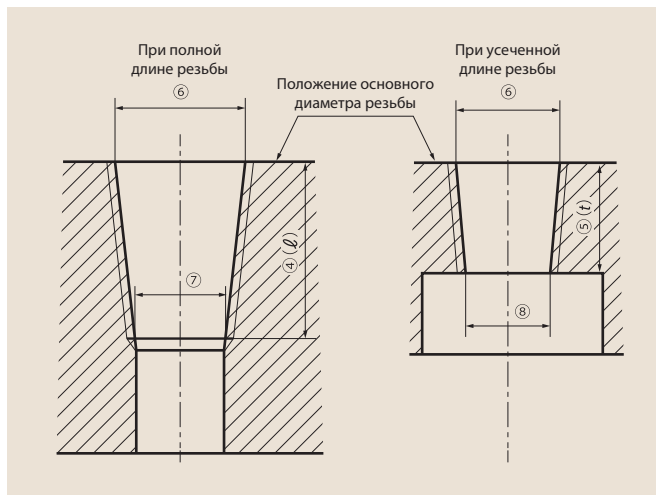 При полной
длине резьбы
⑥
Положение основного
диаметра резьбы
При усеченной
длине резьбы
⑥
④(ℓ)
⑦
⑤(t)
⑧